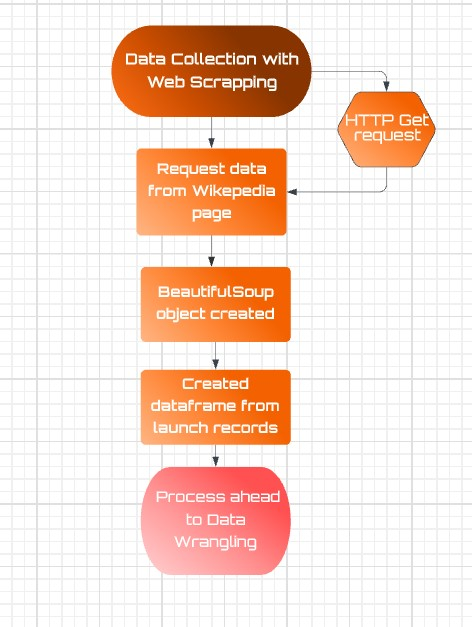 Data Collection with
Web Scrapping
HTTP Get
request
Request data
from Wikepedia
page
BeautifulSoup
object created
Created
dataframe from
launch records
Process ahead
to Data
Wrangling